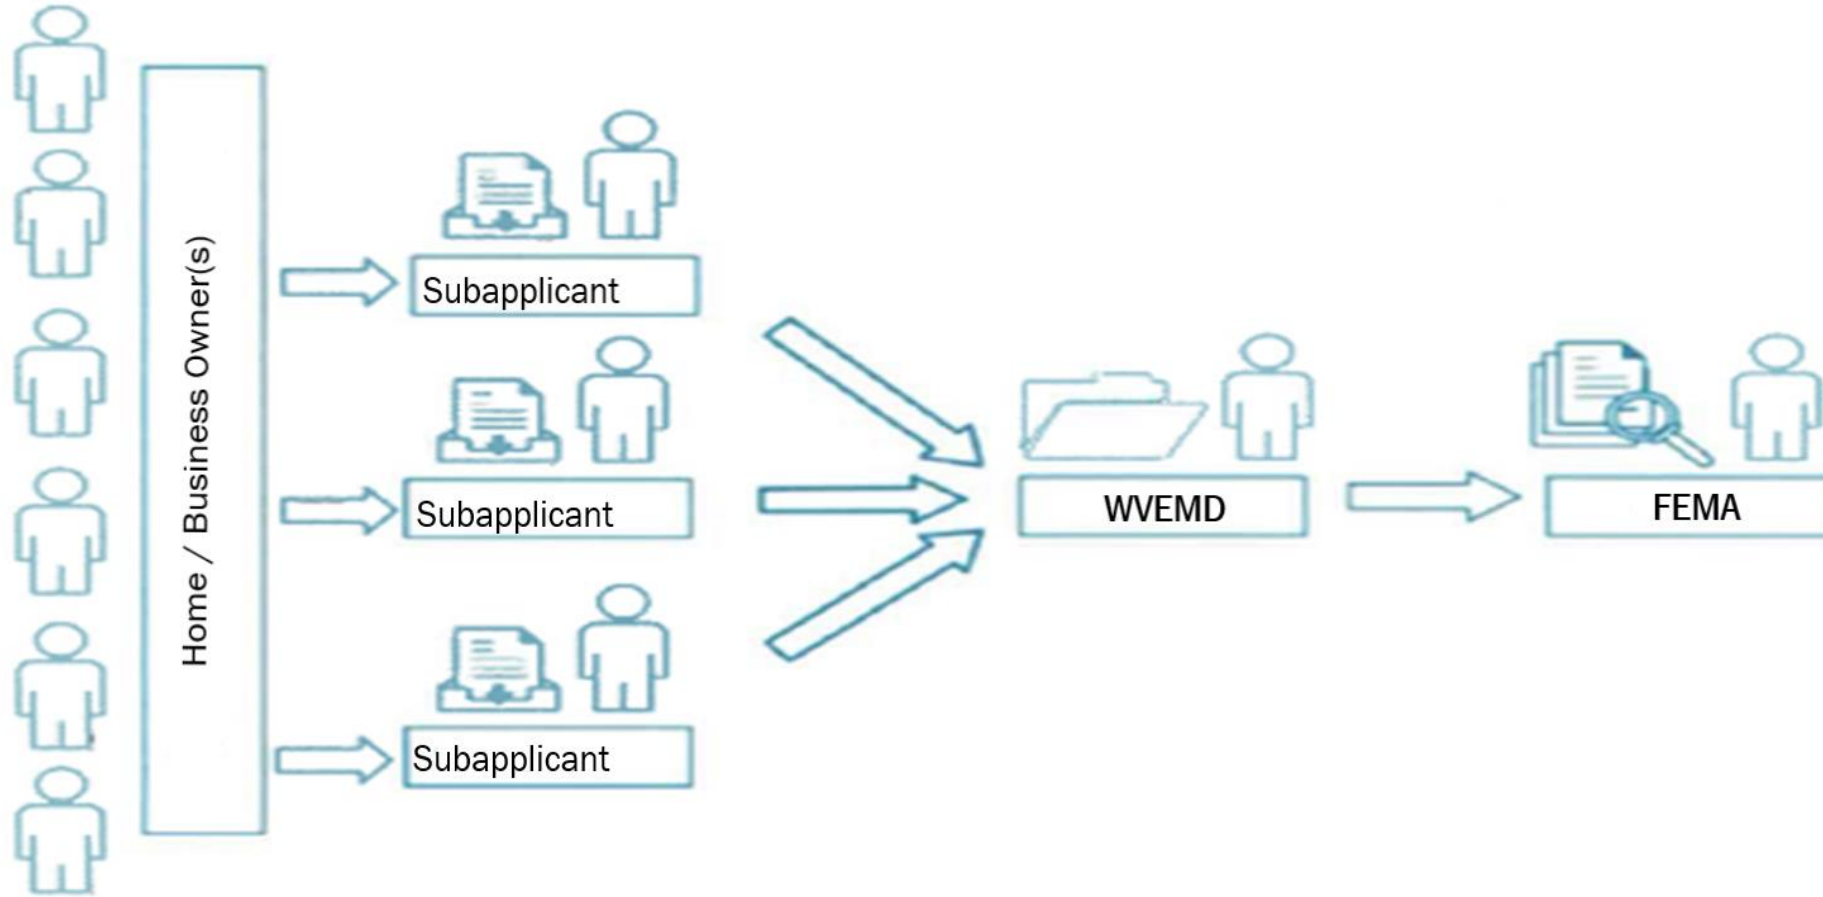 Home / Business Owner(s)
Subapplicant
Subapplicant
Subapplicant
WVEMD
FEMA